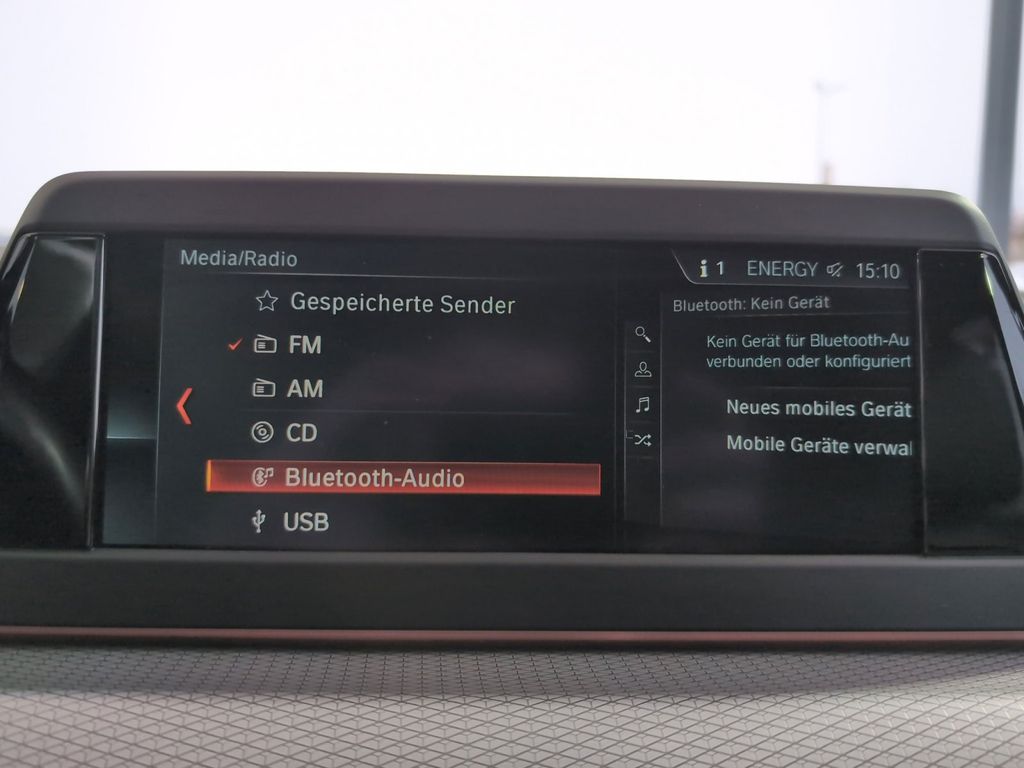 Media/Radio
i 1 ENERGY 15:10
Gespeicherte Sender
FM
AM
CD
Bluetooth-Audio
USB
Bluetooth: Kein Gerät
Kein Gerät für Bluetooth-Au
verbunden oder konfiguriert
Neues mobiles Gerät
Mobile Geräte verwal